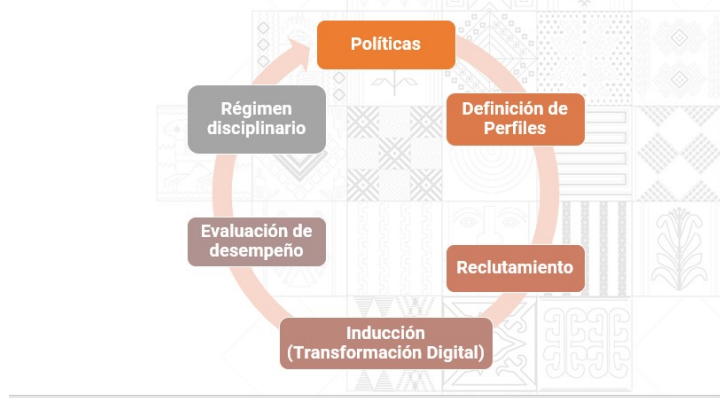 Políticas
Definición de
Perfiles
Reclutamiento
Inducción
(Transformación Digital)
Evaluación de
desempeño
Régimen
disciplinario